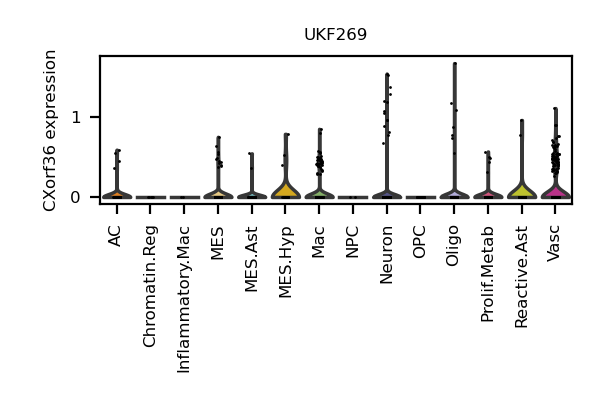 UKF269
CXorf36 expression
1
0
AC
Chromatin.Reg
Inflammatory.Mac
MES
MES.Ast
MES.Hyp
Mac
NPC
Neuron
OPC
Oligo
Prolif.Metab
Reactive.Ast
Vasc